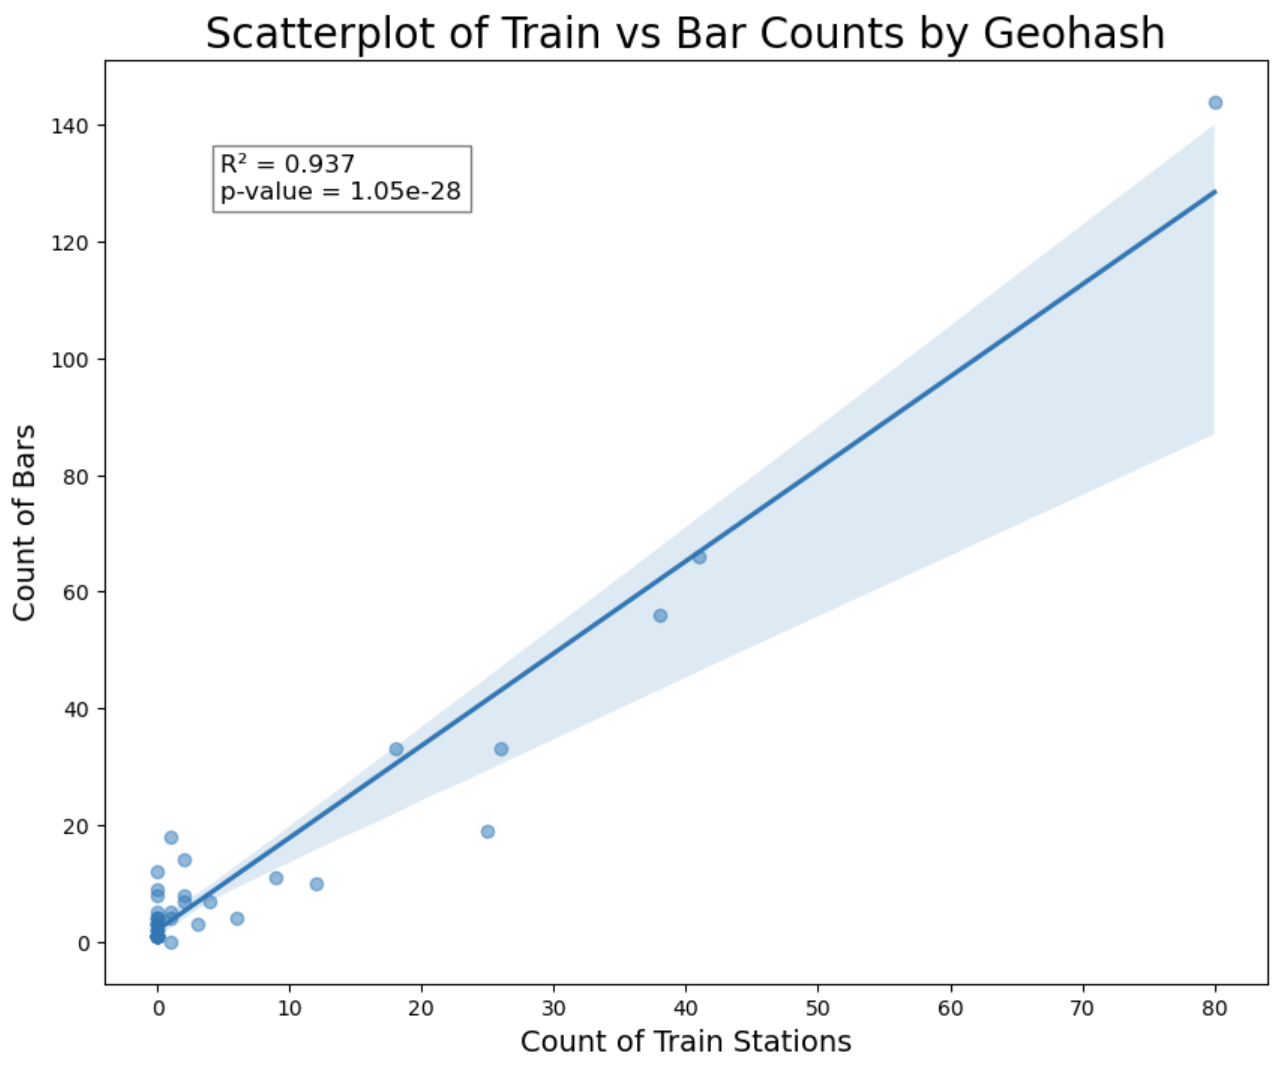 Scatterplot of Train vs Bar Counts by Geohash
R² = 0.937
p-value = 1.05e-28
Count of Bars
140
120
100
80
60
40
20
0
0 10 20 30 40 50 60 70 80
Count of Train Stations